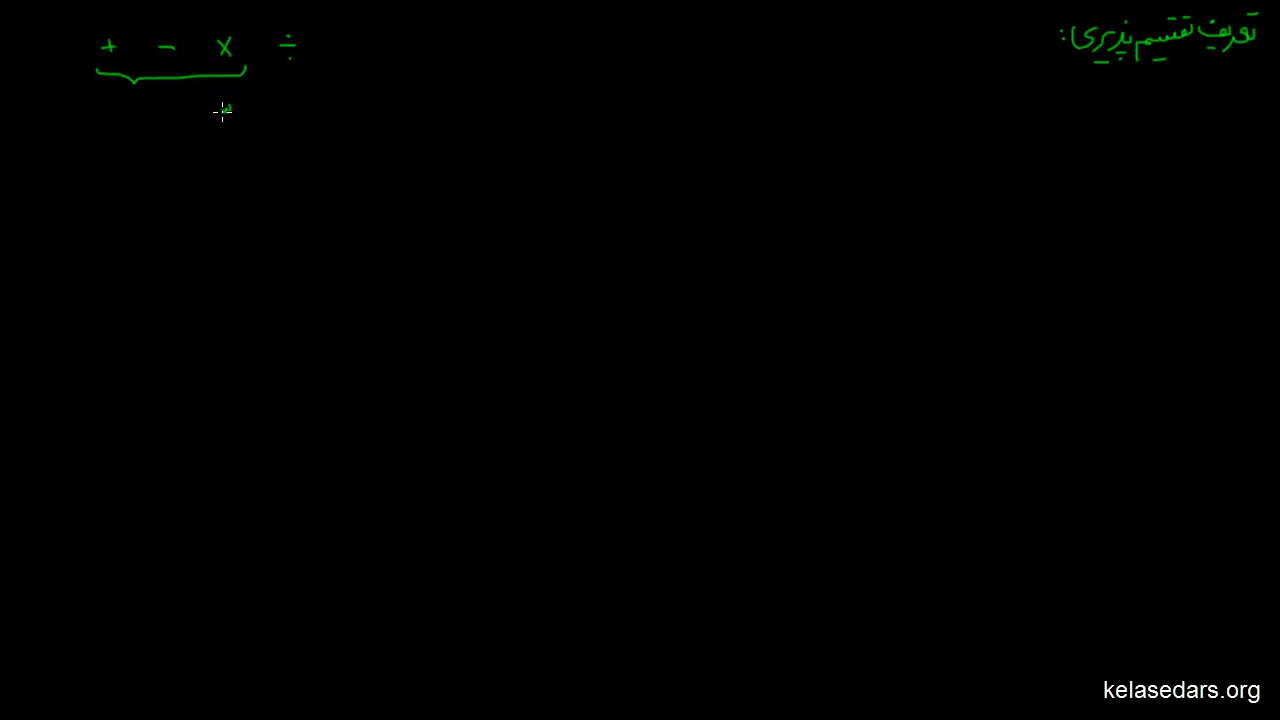 تعریف تقسیم پذیری:
+ − × ÷
kelasedars.org